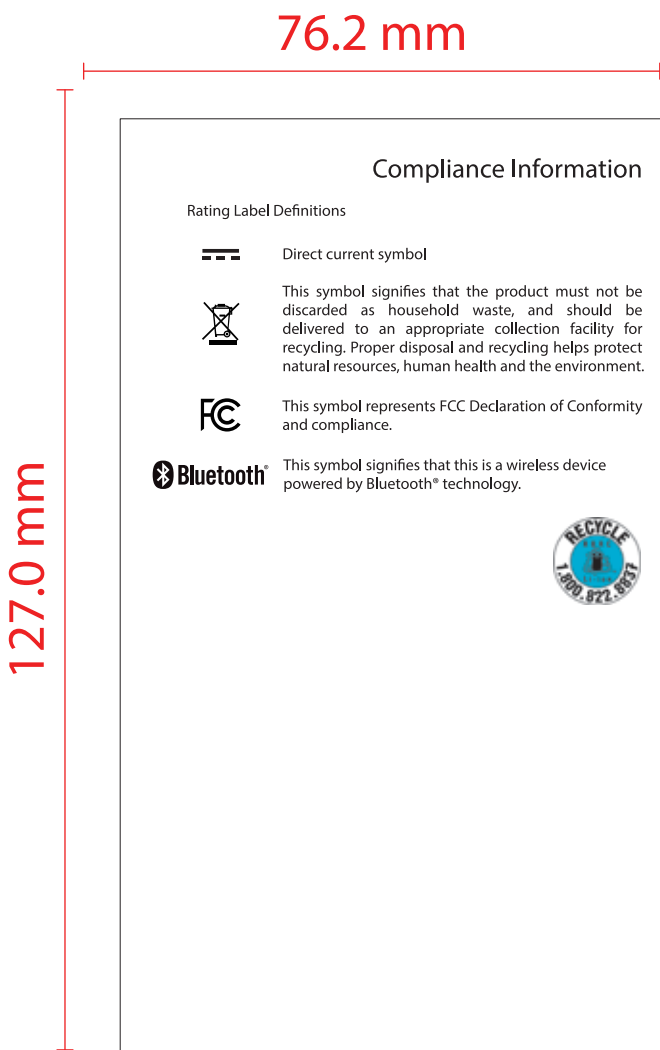 76.2 mm
127.0 mm
Compliance Information
Rating Label Definitions
Direct current symbol
This symbol signifies that the product must not be
discarded as household waste, and should be
delivered to an appropriate collection facility for
recycling. Proper disposal and recycling helps protect
natural resources, human health and the environment.
FC
This symbol represents FCC Declaration of Conformity
and compliance.
Bluetooth®
This symbol signifies that this is a wireless device
powered by Bluetooth® technology.
RECYCLE
1.800.822.8837